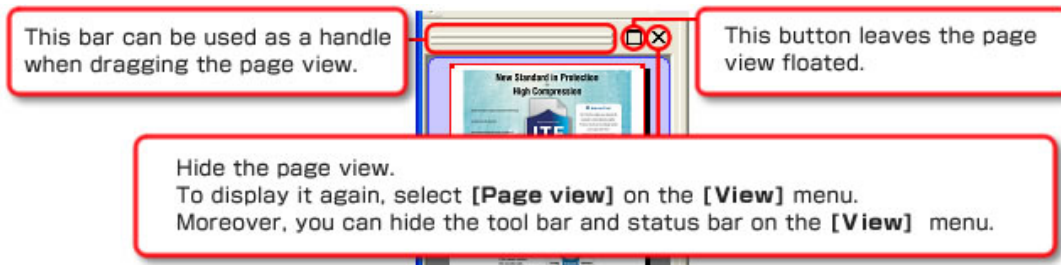 This bar can be used as a handle
when dragging the page view.
This button leaves the page
view floated.
New Standard in Protection
High Compression
ITF
Hide the page view.
To display it again, select [Page view] on the [View] menu.
Moreover, you can hide the tool bar and status bar on the [View] menu.